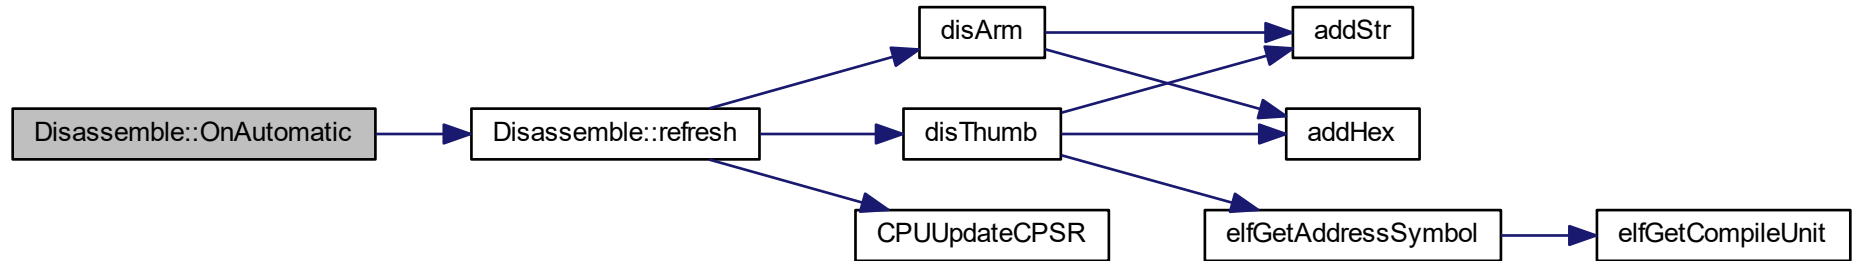 disArm
addStr
Disassemble::OnAutomatic
Disassemble::refresh
disThumb
addHex
CPUUpdateCPSR
elfGetAddressSymbol
elfGetCompileUnit